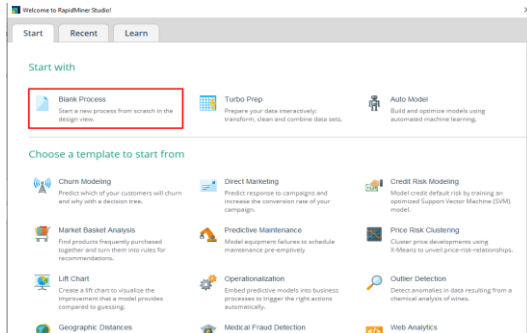 Welcome to RapidMiner Studio!
Start Recent Learn
Start with
Blank Process
Start a new process from scratch in the
design view.
Turbo Prep
Prepare your data interactively:
transform, clean and combine data sets.
Auto Model
Build and optimize models using
automated machine learning.
Choose a template to start from
Churn Modeling
Predict which of your customers will churn
and why with a decision tree.
Direct Marketing
Predict response to campaigns and
increase the conversion rate of your
campaign.
Credit Risk Modeling
Model credit default risk by training an
optimized Support Vector Machine (SVM)
model.
Market Basket Analysis
Find products frequently purchased
together and turn them into rules for
recommendations.
Predictive Maintenance
Model equipment failures to schedule
maintenance pre-emptively
Price Risk Clustering
Cluster price developments using
X-Means to unveil price-risk-relationships.
Lift Chart
Create a lift chart to visualize the
improvement that a model provides
compared to guessing.
Operationalization
Embed predictive models into business
processes to trigger the right actions
automatically.
Outlier Detection
Detect anomalies in data resulting from a
chemical analysis of wines.
Geographic Distances
Medical Fraud Detection
Web Analytics